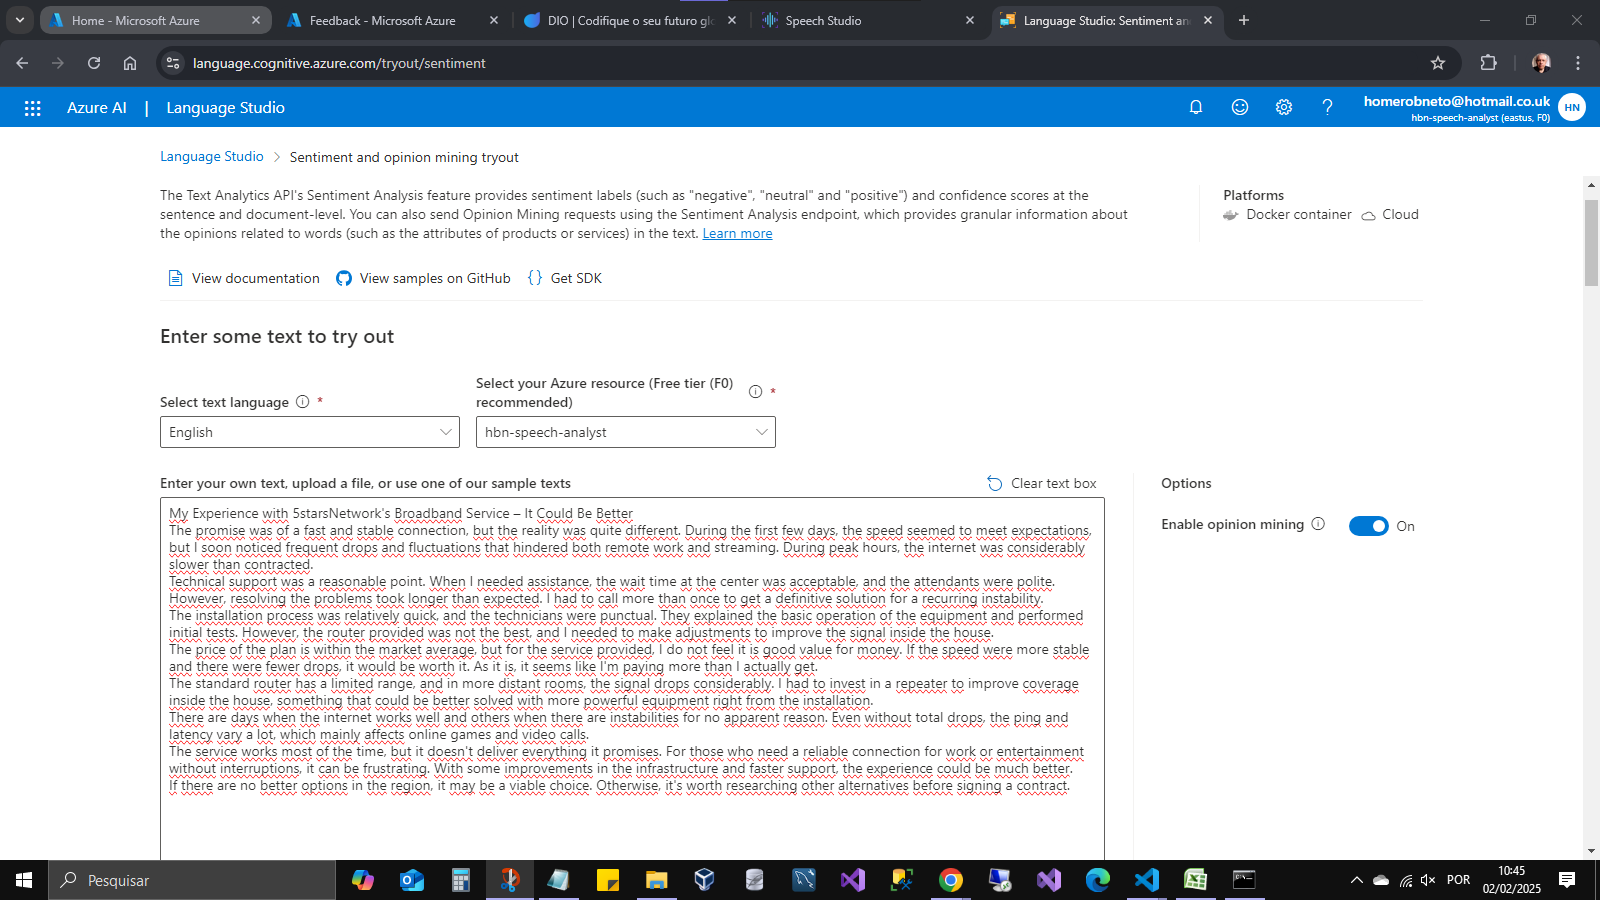 Home - Microsoft Azure
Feedback - Microsoft Azure
DIO | Codifique o seu futuro glo
Speech Studio
Language Studio: Sentiment an
language.cognitive.azure.com/tryout/sentiment
Azure AI | Language Studio
homerobneto@hotmail.co.uk
hbn-speech-analyst (eastus, F0)
HN
Language Studio > Sentiment and opinion mining tryout
The Text Analytics API's Sentiment Analysis feature provides sentiment labels (such as "negative", "neutral" and "positive") and confidence scores at the
sentence and document-level. You can also send Opinion Mining requests using the Sentiment Analysis endpoint, which provides granular information about
the opinions related to words (such as the attributes of products or services) in the text. Learn more
Platforms
Docker container Cloud
View documentation View samples on GitHub {} Get SDK
Enter some text to try out
Select text language *
English
Select your Azure resource (Free tier (F0)
recommended) *
hbn-speech-analyst
Enter your own text, upload a file, or use one of our sample texts
Clear text box
My Experience with 5starsNetwork's Broadband Service – It Could Be Better
The promise was of a fast and stable connection, but the reality was quite different. During the first few days, the speed seemed to meet expectations,
but I soon noticed frequent drops and fluctuations that hindered both remote work and streaming. During peak hours, the internet was considerably
slower than contracted.
Technical support was a reasonable point. When I needed assistance, the wait time at the center was acceptable, and the attendants were polite.
However, resolving the problems took longer than expected. I had to call more than once to get a definitive solution for a recurring instability.
The installation process was relatively quick, and the technicians were punctual. They explained the basic operation of the equipment and performed
initial tests. However, the router provided was not the best, and I needed to make adjustments to improve the signal inside the house.
The price of the plan is within the market average, but for the service provided, I do not feel it is good value for money. If the speed were more stable
and there were fewer drops, it would be worth it. As it is, it seems like I'm paying more than I actually get.
The standard router has a limited range, and in more distant rooms, the signal drops considerably. I had to invest in a repeater to improve coverage
inside the house, something that could be better solved with more powerful equipment right from the installation.
There are days when the internet works well and others when there are instabilities for no apparent reason. Even without total drops, the ping and
latency vary a lot, which mainly affects online games and video calls.
The service works most of the time, but it doesn't deliver everything it promises. For those who need a reliable connection for work or entertainment
without interruptions, it can be frustrating. With some improvements in the infrastructure and faster support, the experience could be much better.
If there are no better options in the region, it may be a viable choice. Otherwise, it's worth researching other alternatives before signing a contract.
Options
Enable opinion mining On
Pesquisar
POR
10:45
02/02/2025